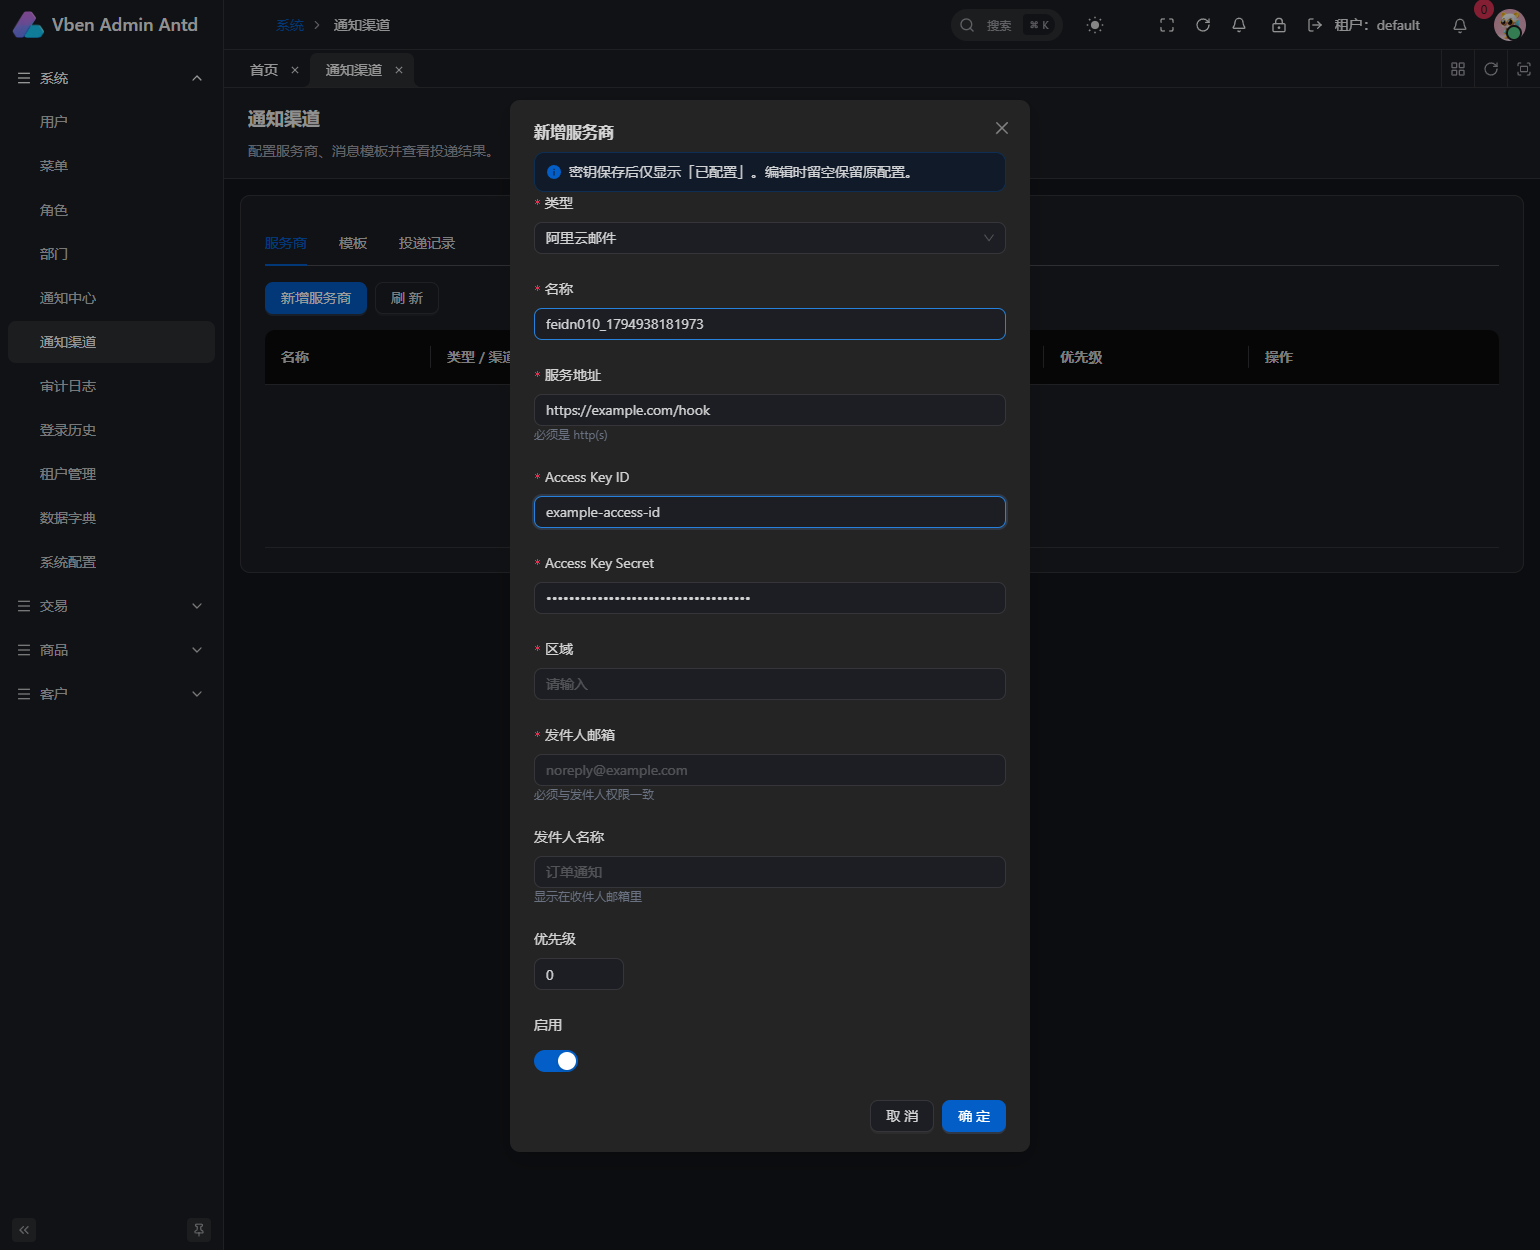 Vben Admin Antd
系统
通知渠道
搜索
⌘ K
租户：default
0
首页
通知渠道
系统
用户
菜单
角色
部门
通知中心
通知渠道
审计日志
登录历史
租户管理
数据字典
系统配置
交易
商品
客户
通知渠道
配置服务商、消息模板并查看投递结果。
服务商
模板
投递记录
新增服务商
刷 新
名称
类型 / 渠道
优先级
操作
新增服务商
密钥保存后仅显示「已配置」。编辑时留空保留原配置。
* 类型
阿里云邮件
* 名称
feidn010_1794938181973
* 服务地址
https://example.com/hook
必须是 http(s)
* Access Key ID
example-access-id
* Access Key Secret
* 区域
请输入
* 发件人邮箱
noreply@example.com
必须与发件人权限一致
发件人名称
订单通知
显示在收件人邮箱里
优先级
0
启用
取 消
确 定